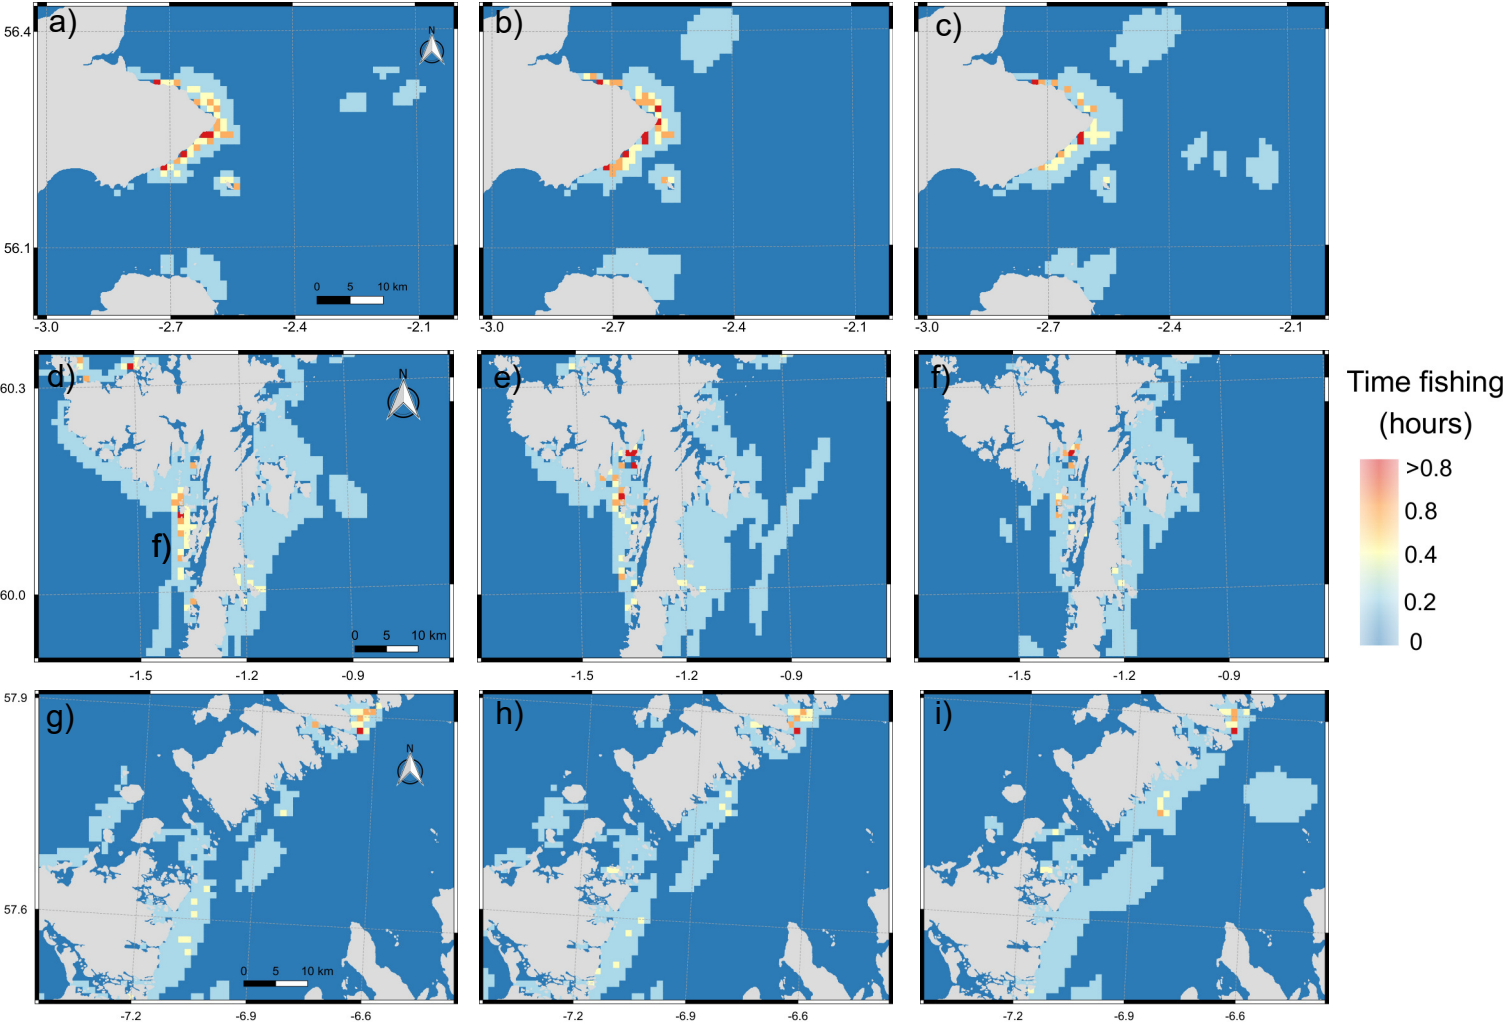 a)
N
b)
c)
56.4
56.1
0 5 10 km
-3.0 -2.7 -2.4 -2.1
-3.0 -2.7 -2.4 -2.1
-3.0 -2.7 -2.4 -2.1
d)
N
e)
f)
60.3
f)
60.0
0 5 10 km
-1.5 -1.2 -0.9
-1.5 -1.2 -0.9
-1.5 -1.2 -0.9
Time fishing
(hours)
>0.8
0.8
0.4
0.2
0
57.9
g)
N
h)
i)
57.6
0 5 10 km
-7.2 -6.9 -6.6
-7.2 -6.9 -6.6
-7.2 -6.9 -6.6